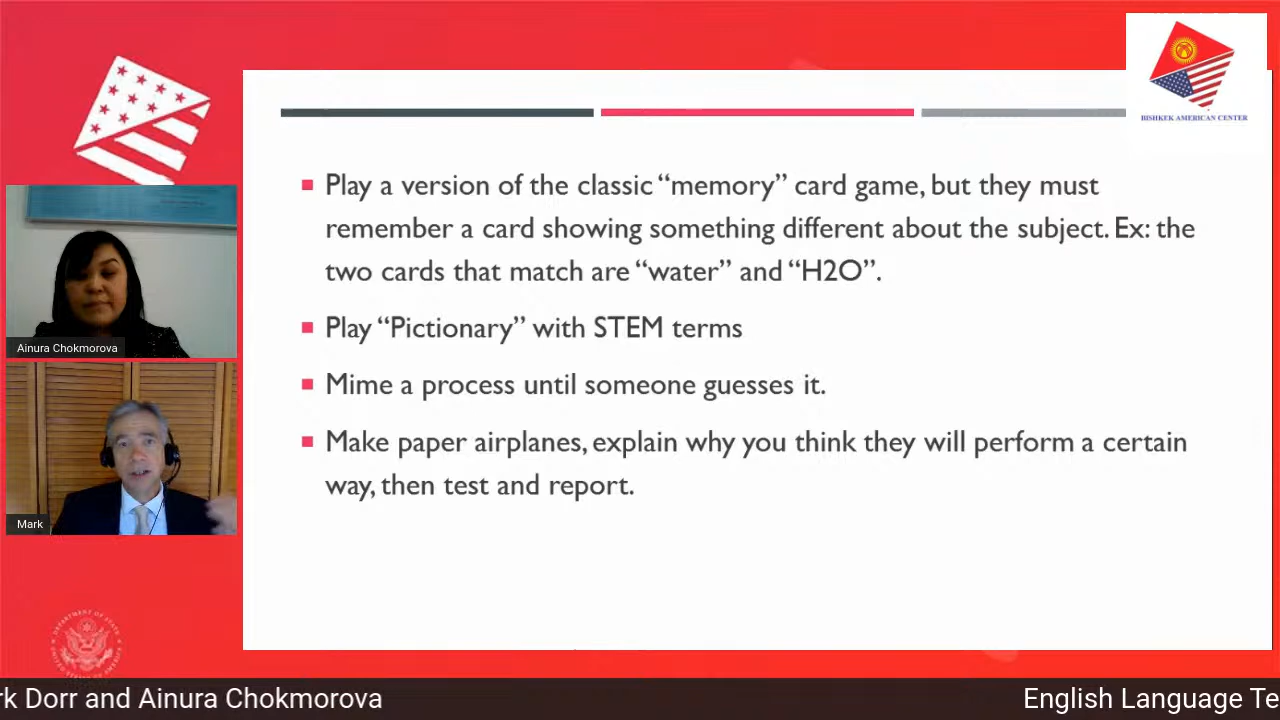 BISHKEK AMERICAN CENTER
Play a version of the classic “memory” card game, but they must
remember a card showing something different about the subject. Ex: the
two cards that match are “water” and “H2O”.
Play “Pictionary” with STEM terms
Mime a process until someone guesses it.
Make paper airplanes, explain why you think they will perform a certain
way, then test and report.
Ainura Chokmorova
Mark
rk Dorr and Ainura Chokmorova
English Language Te